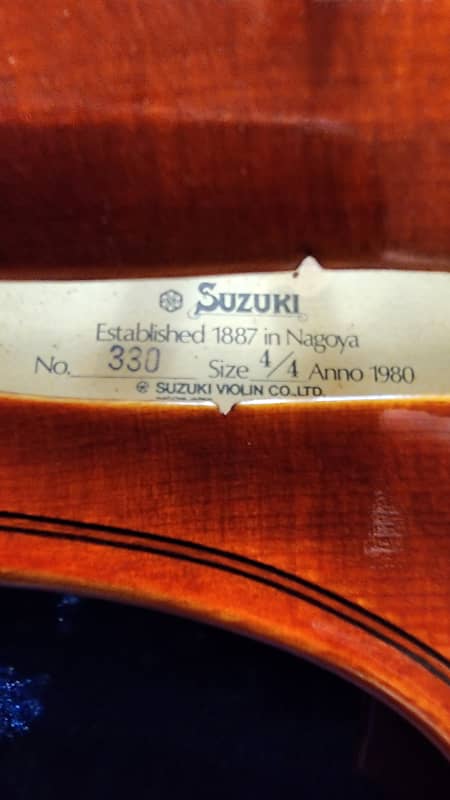 SUZUKI
Established 1887 in Nagoya
No. 330 Size 4/4 Anno 1980
SUZUKI VIOLIN CO.,LTD.